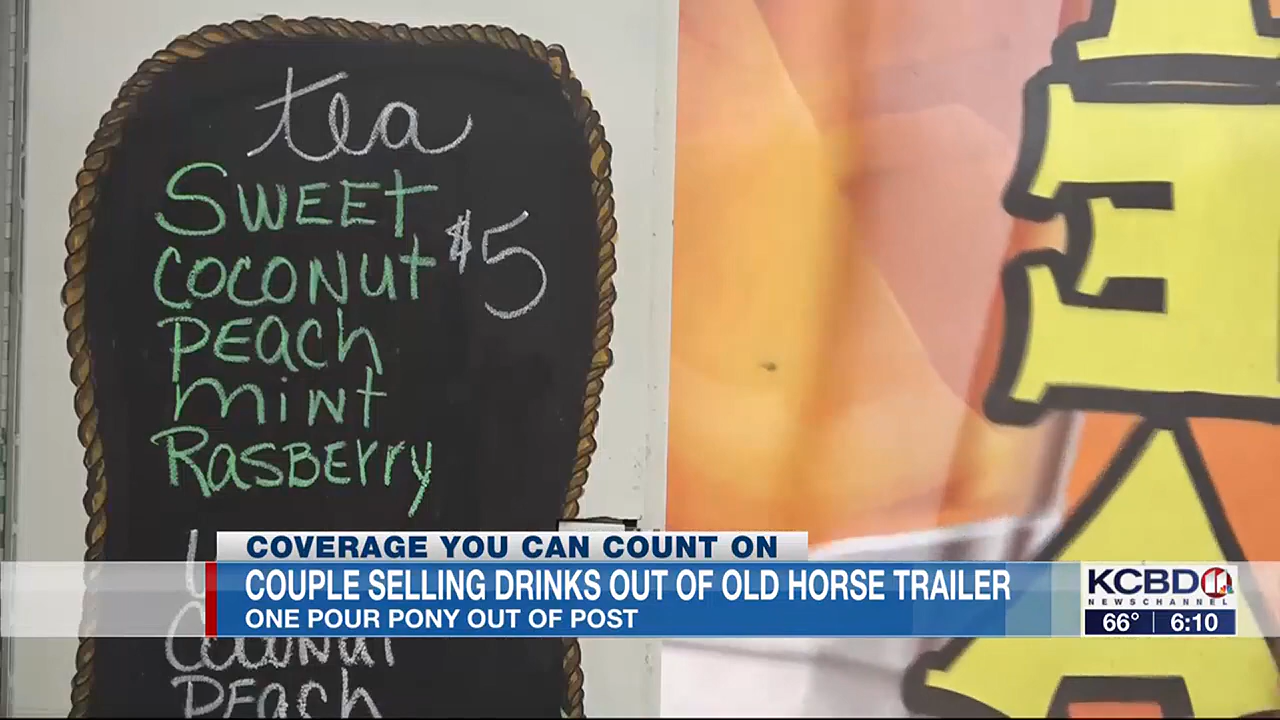 tea
SWEET
COCONUT $5
PEACH
MINT
RASBERRY
COCONUT
PEACH
COVERAGE YOU CAN COUNT ON
COUPLE SELLING DRINKS OUT OF OLD HORSE TRAILER
ONE POUR PONY OUT OF POST
KCBD 11
NEWSCHANNEL
66° | 6:10